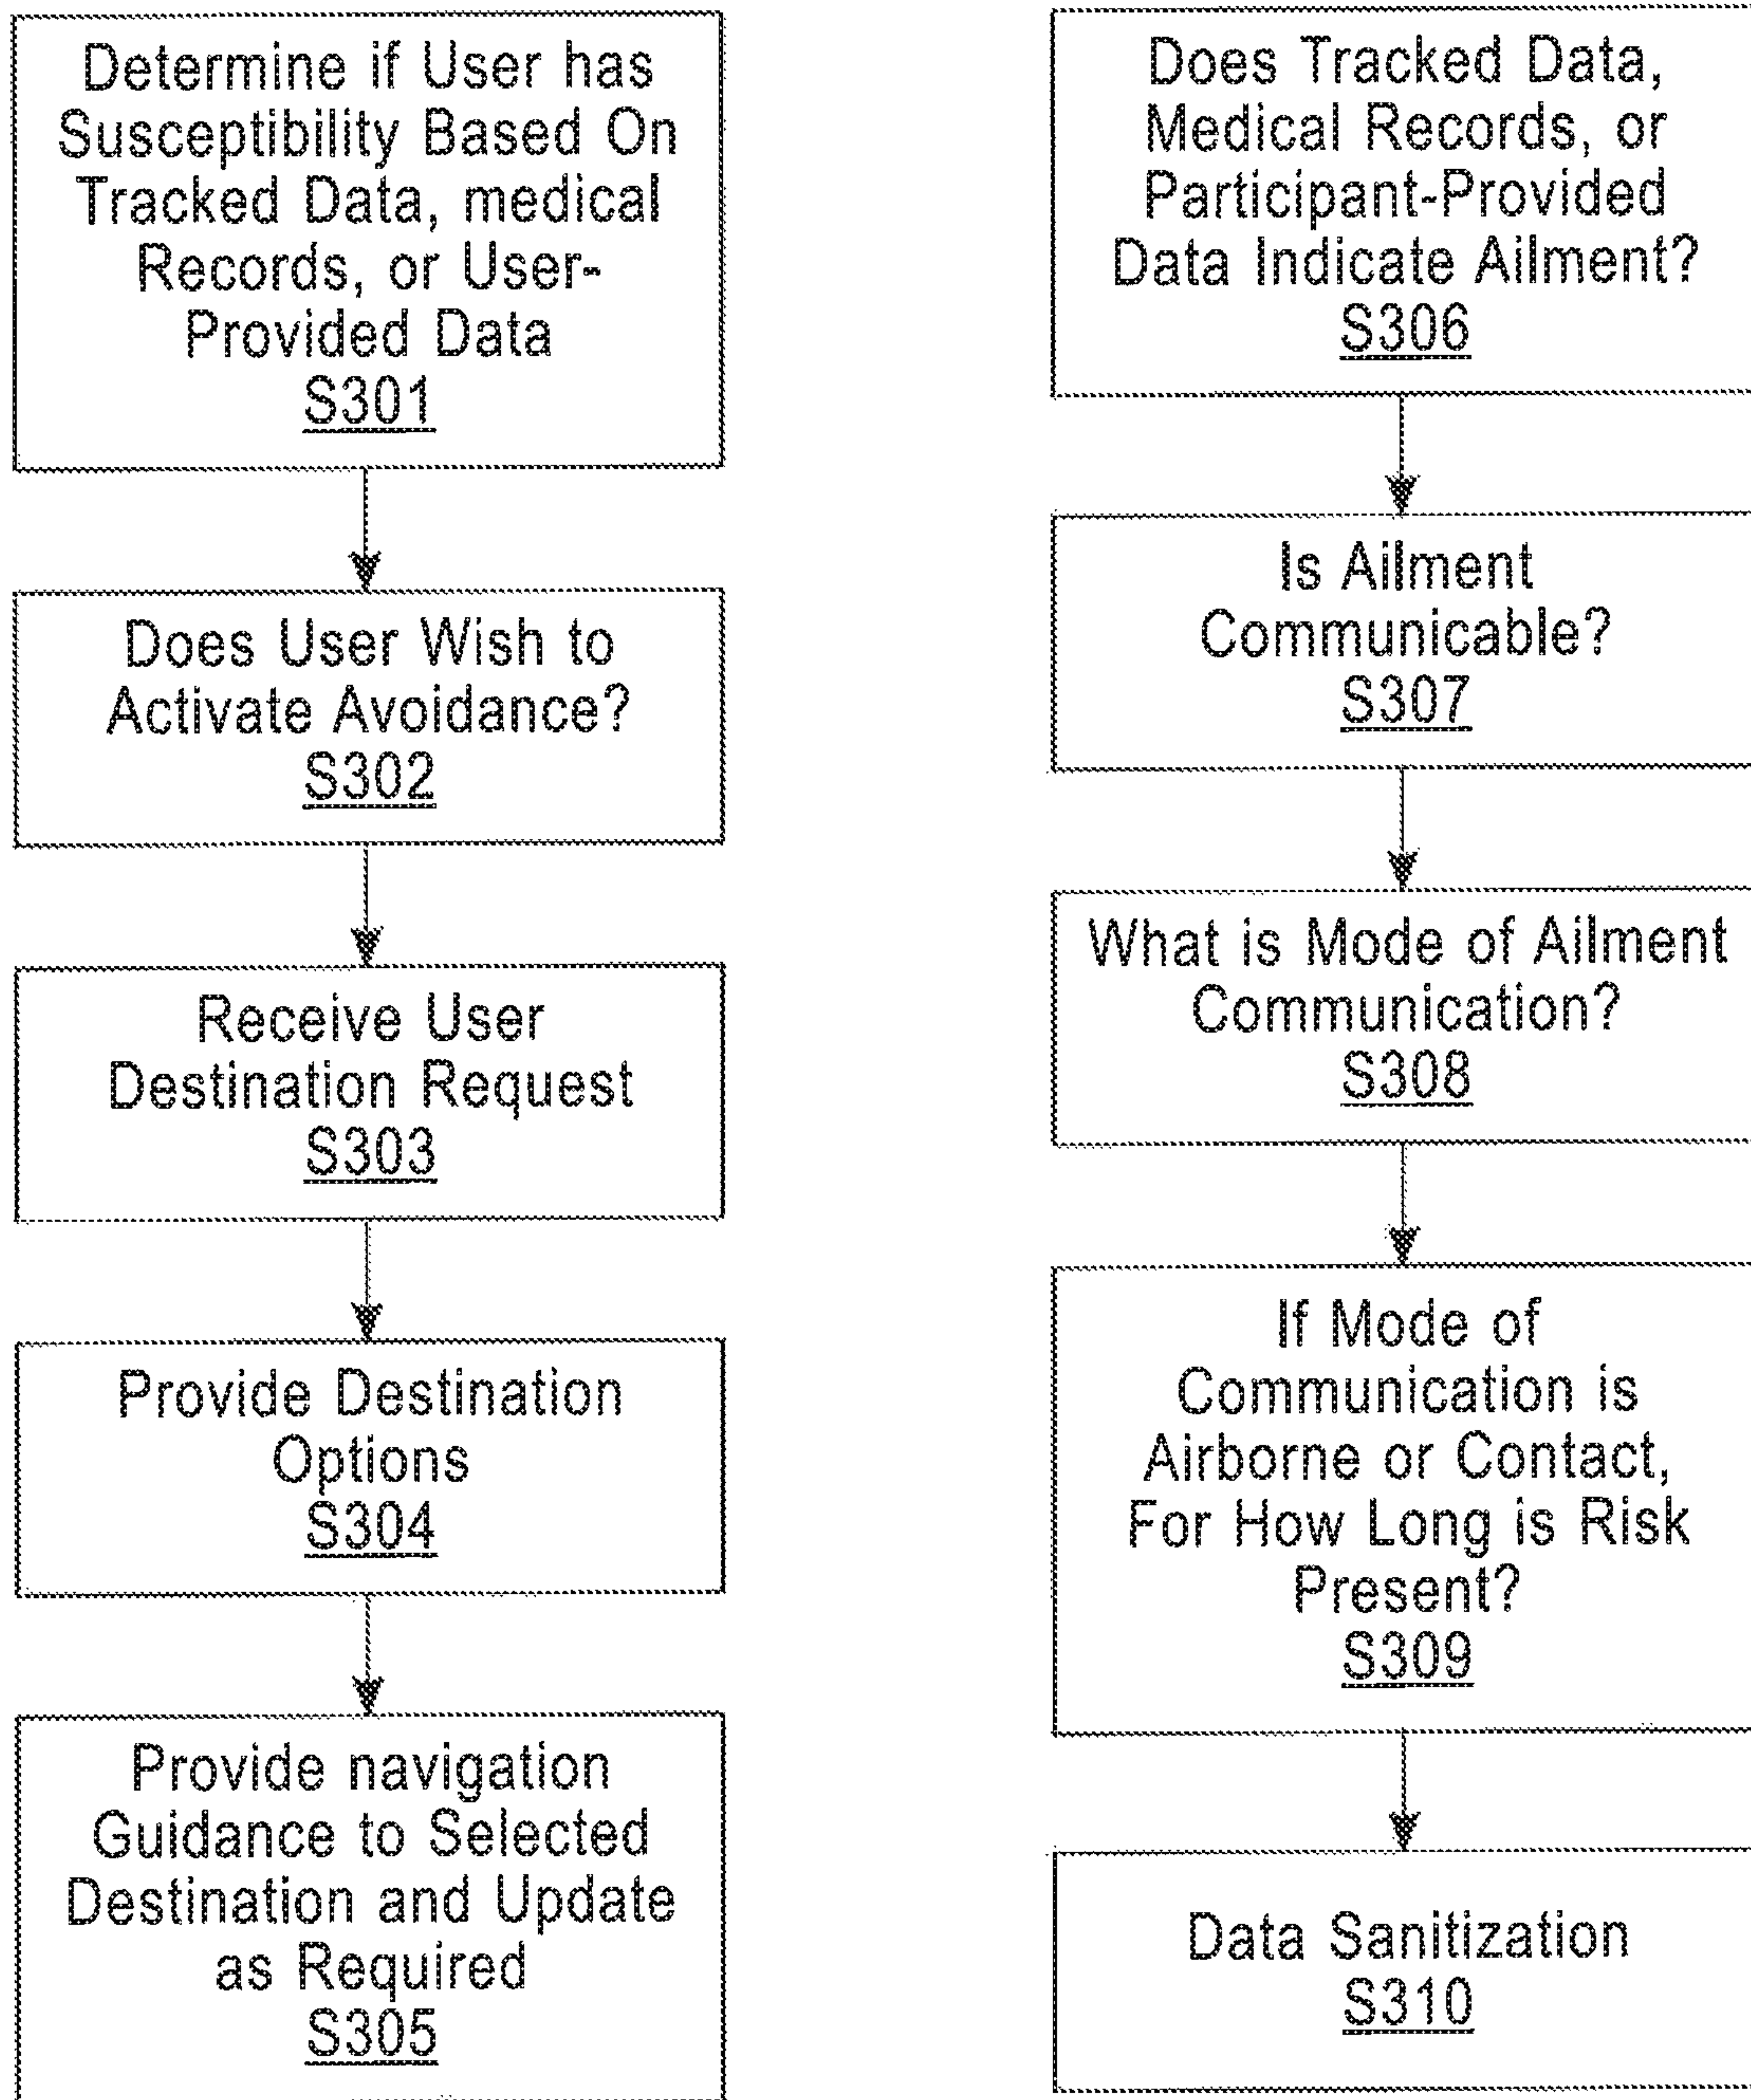 Determine if User has
Susceptibility Based On
Tracked Data, medical
Records, or User-
Provided Data
S301
Does User Wish to
Activate Avoidance?
S302
Receive User
Destination Request
S303
Provide Destination
Options
S304
Provide navigation
Guidance to Selected
Destination and Update
as Required
S305
Does Tracked Data,
Medical Records, or
Participant-Provided
Data Indicate Ailment?
S306
Is Ailment
Communicable?
S307
What is Mode of Ailment
Communication?
S308
If Mode of
Communication is
Airborne or Contact,
For How Long is Risk
Present?
S309
Data Sanitization
S310